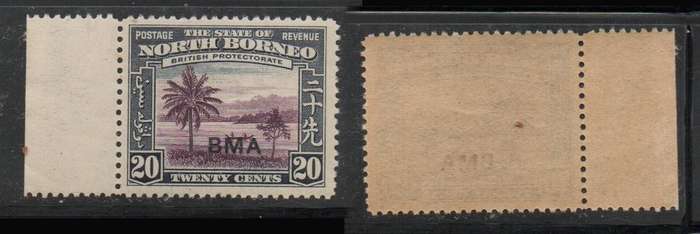 POSTAGE THE STATE OF REVENUE
NORTH BORNEO
BRITISH PROTECTORATE
二十先
BMA
20 TWENTY CENTS 20